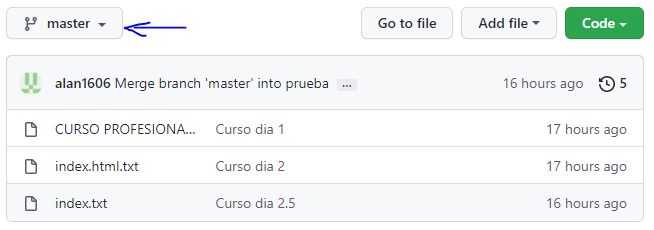 master Go to file Add file Code
alan1606 Merge branch 'master' into prueba ... 16 hours ago 5
CURSO PROFESIONA... Curso dia 1 17 hours ago
index.html.txt Curso dia 2 17 hours ago
index.txt Curso dia 2.5 16 hours ago